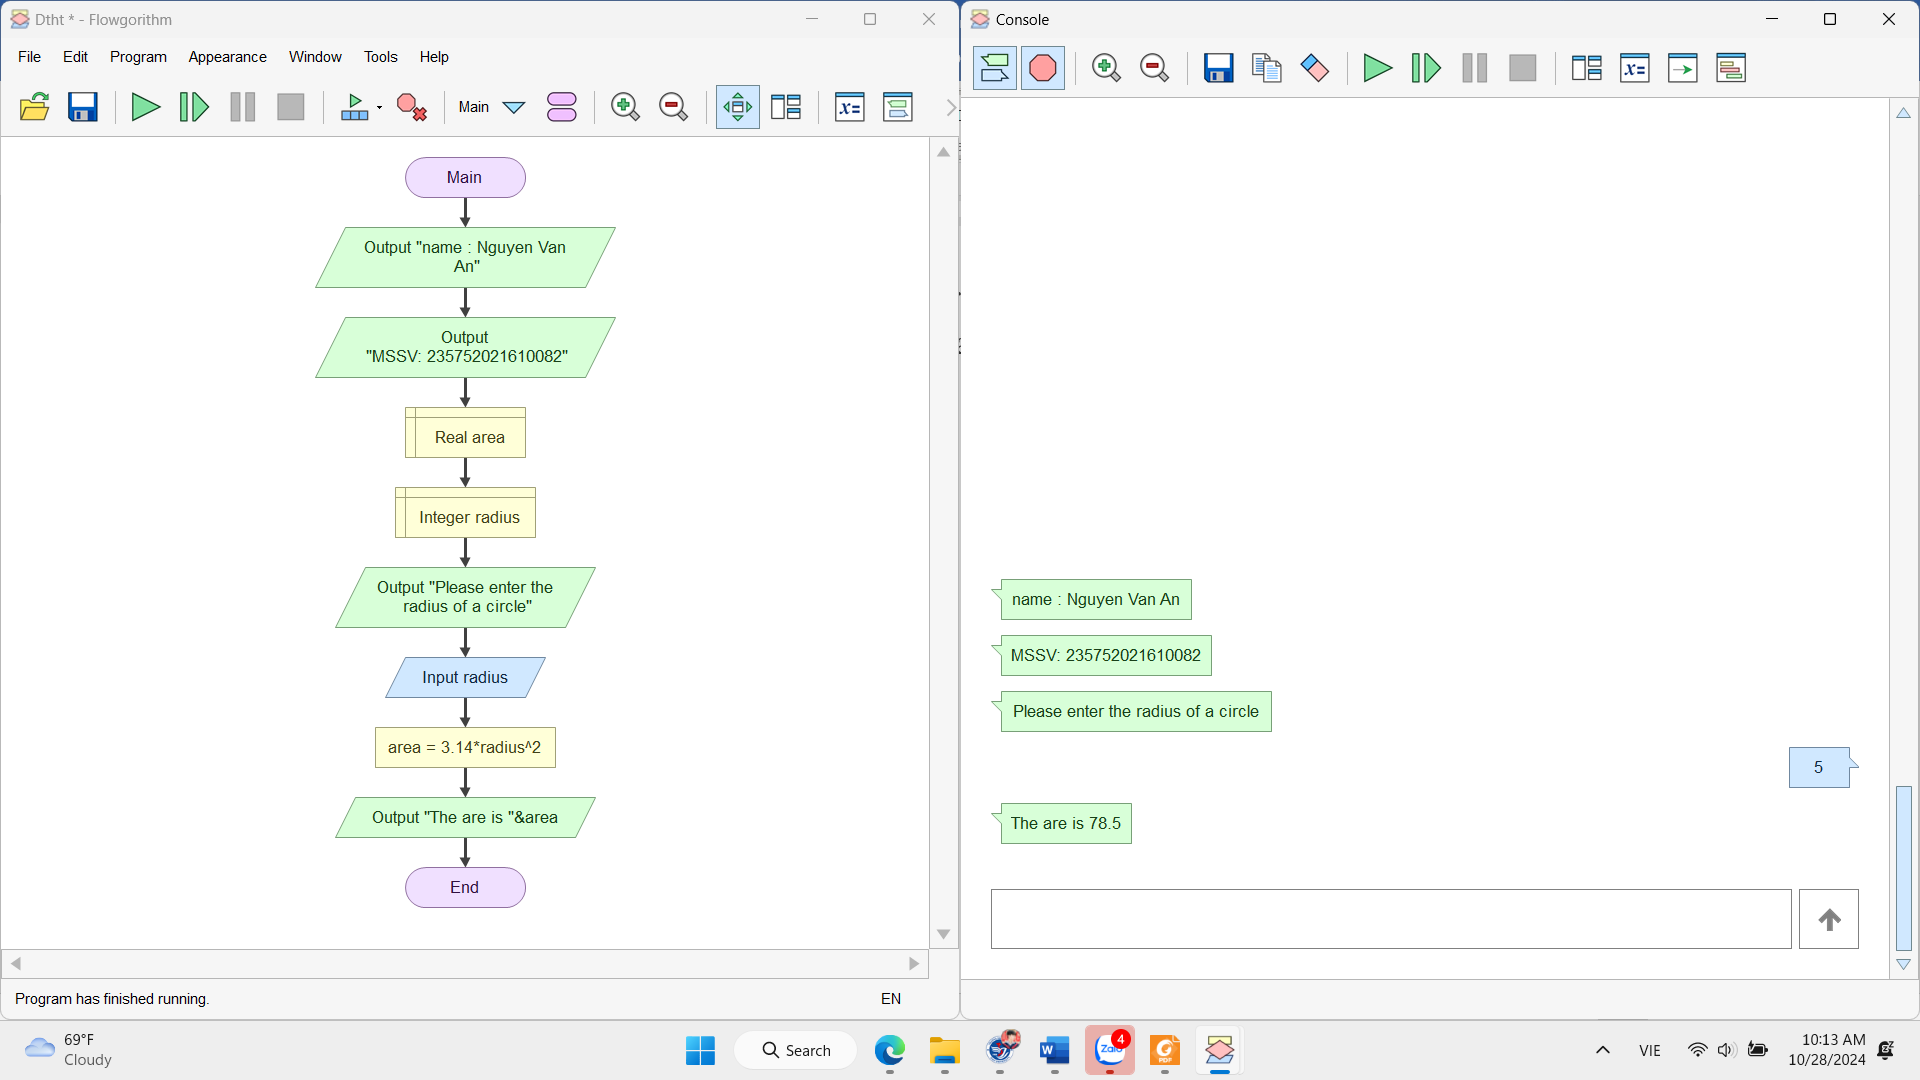 Dtht * - Flowgorithm
File Edit Program Appearance Window Tools Help
Main
Main
Output "name : Nguyen Van
An"
Output
"MSSV: 235752021610082"
Real area
Integer radius
Output "Please enter the
radius of a circle"
Input radius
area = 3.14*radius^2
Output "The are is "&area
End
Program has finished running.
EN
Console
name : Nguyen Van An
MSSV: 235752021610082
Please enter the radius of a circle
5
The are is 78.5
69°F
Cloudy
Search
Zalo
4
PDF
VIE
10:13 AM
10/28/2024